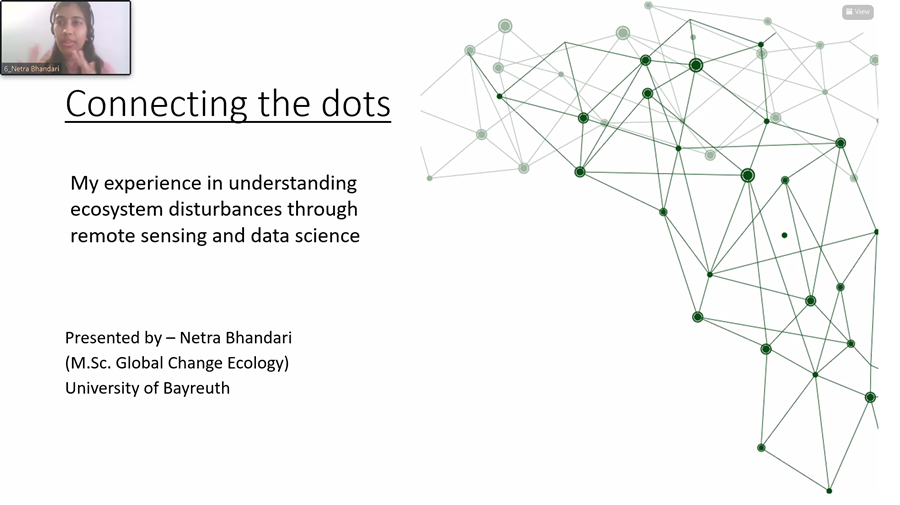 View
6_Netra Bhandari
Connecting the dots
My experience in understanding
ecosystem disturbances through
remote sensing and data science
Presented by – Netra Bhandari
(M.Sc. Global Change Ecology)
University of Bayreuth